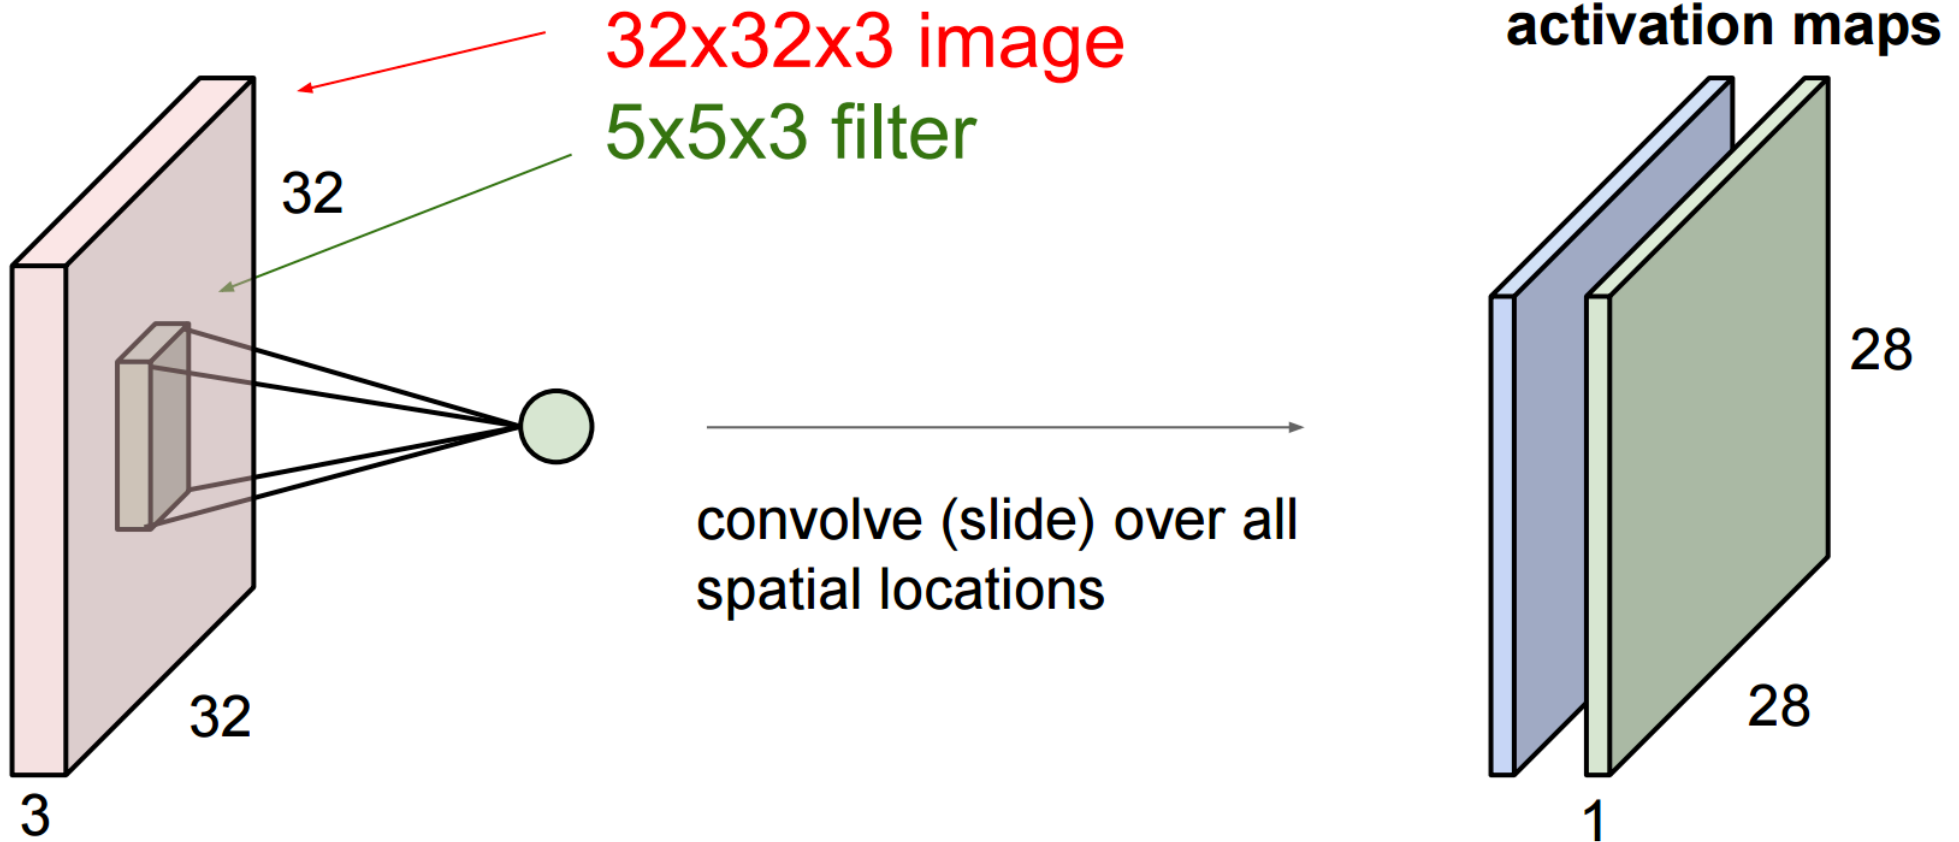 32x32x3 image
5x5x3 filter
32
32
3
convolve (slide) over all
spatial locations
activation maps
28
28
1